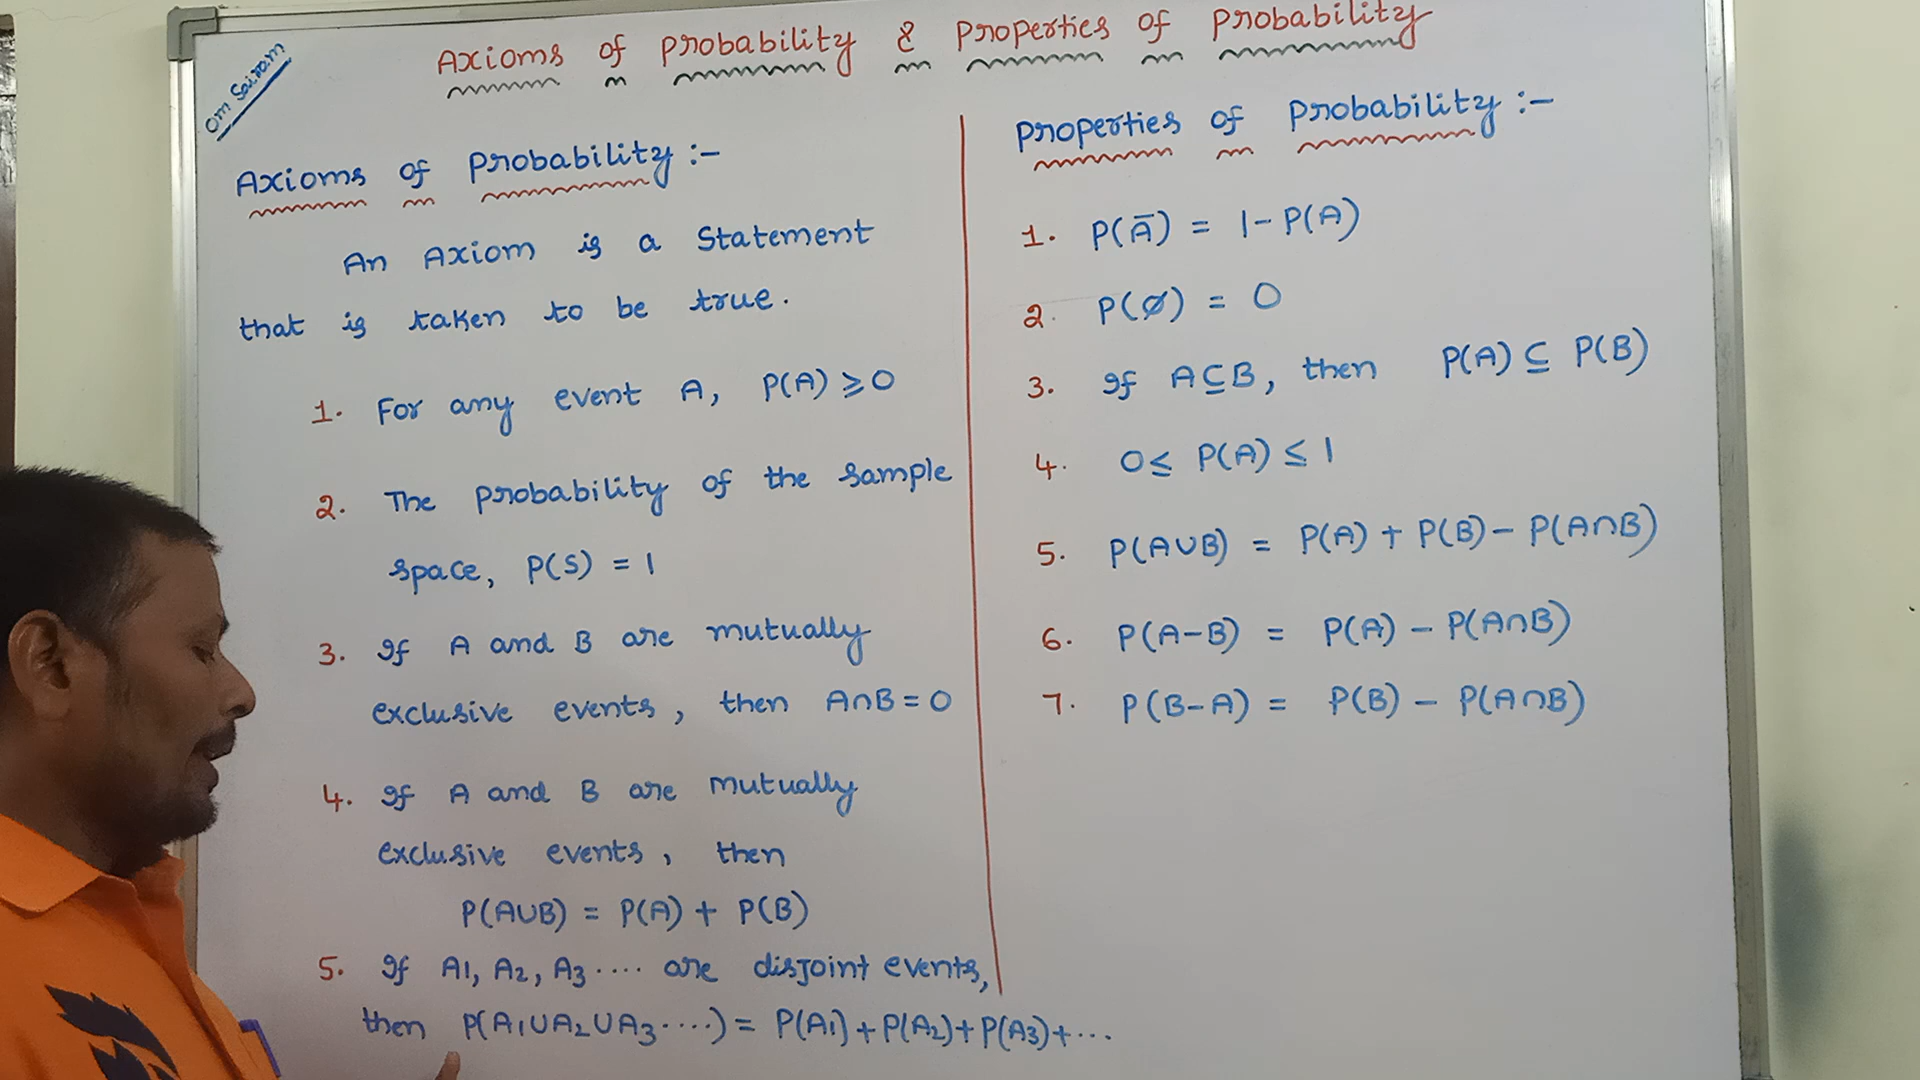 Axioms of Probability & Properties of Probability
Om Sairam
Axioms of Probability :-
An Axiom is a Statement
that is taken to be true.
1. For any event A, P(A) ⩾ 0
2. The Probability of the sample
space, P(S) = 1
3. If A and B are mutually
exclusive events, then A∩B = 0
4. If A and B are mutually
exclusive events, then
P(A∪B) = P(A) + P(B)
5. If A1, A2, A3 .... are disjoint events,
then P(A1∪A2∪A3....) = P(A1) + P(A2) + P(A3) + ...
Properties of Probability :-
1. P(Ā) = 1 - P(A)
2. P(Ø) = 0
3. If A ⊆ B, then P(A) ⊆ P(B)
4. 0 ≤ P(A) ≤ 1
5. P(A∪B) = P(A) + P(B) - P(A∩B)
6. P(A-B) = P(A) - P(A∩B)
7. P(B-A) = P(B) - P(A∩B)